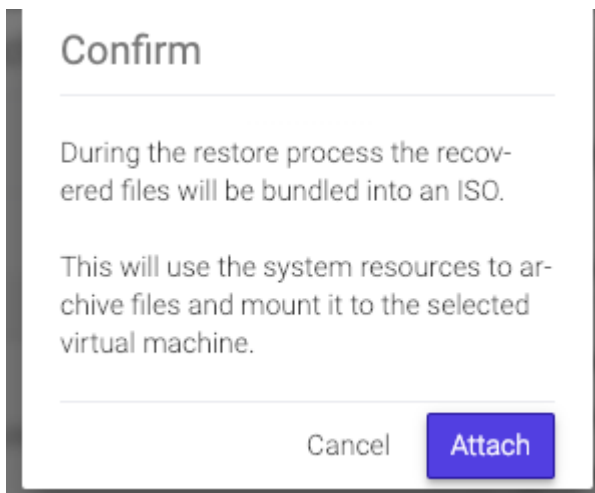 Confirm
During the restore process the recov-
ered files will be bundled into an ISO.
This will use the system resources to ar-
chive files and mount it to the selected
virtual machine.
Cancel Attach